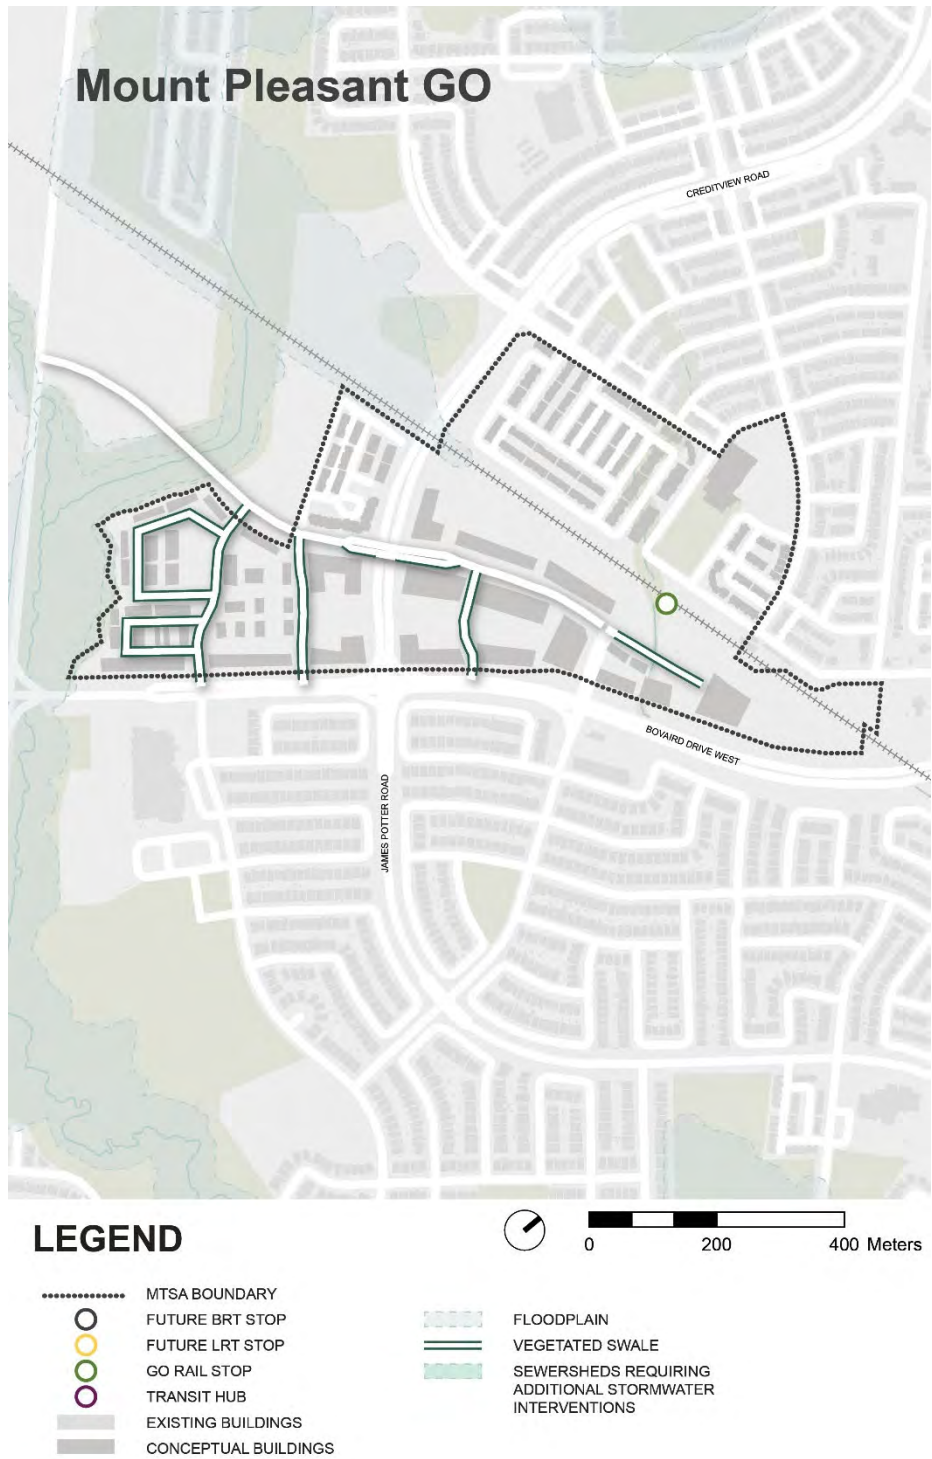 Mount Pleasant GO
CREDITVIEW ROAD
BOVAIRD DRIVE WEST
JAMES POTTER ROAD
LEGEND
0 200 400 Meters
MTSA BOUNDARY
FUTURE BRT STOP
FUTURE LRT STOP
GO RAIL STOP
TRANSIT HUB
EXISTING BUILDINGS
CONCEPTUAL BUILDINGS
FLOODPLAIN
VEGETATED SWALE
SEWERSHEDS REQUIRING
ADDITIONAL STORMWATER
INTERVENTIONS